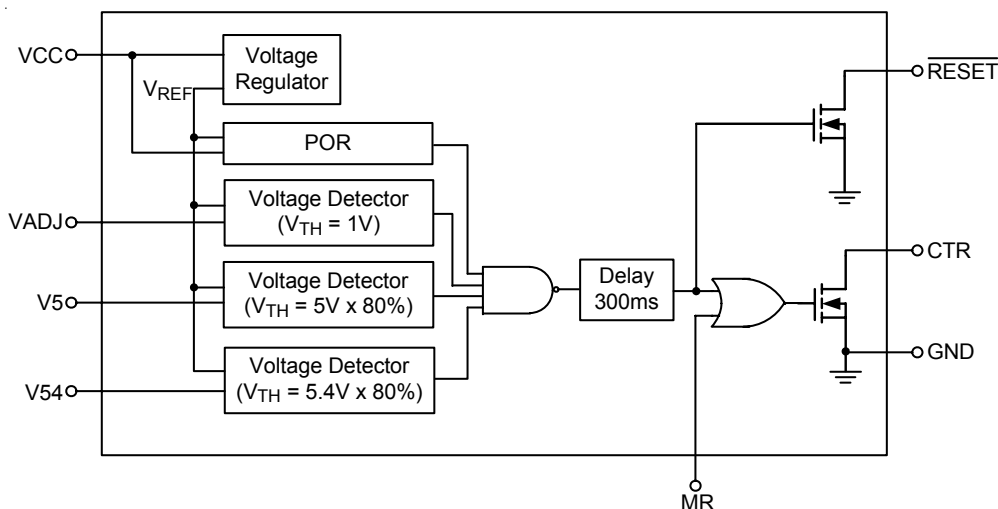 VCC
Voltage
Regulator
VREF
POR
VADJ
Voltage Detector
(VTH = 1V)
V5
Voltage Detector
(VTH = 5V x 80%)
V54
Voltage Detector
(VTH = 5.4V x 80%)
Delay
300ms
RESET
CTR
GND
MR